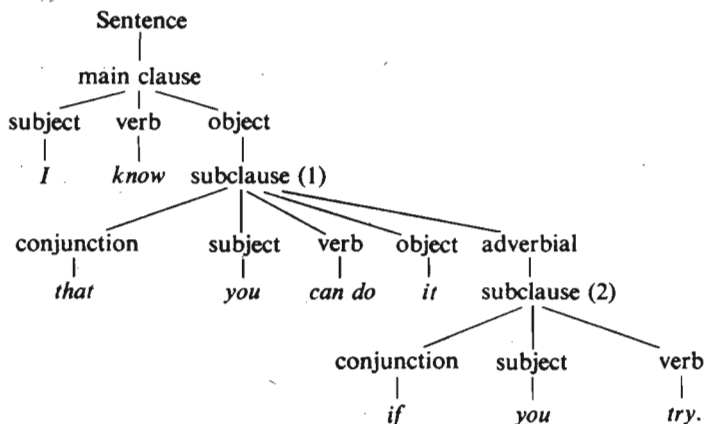 Sentence
main clause
subject verb object
I know subclause (1)
conjunction subject verb object adverbial
that you can do it subclause (2)
conjunction subject verb
if you try.